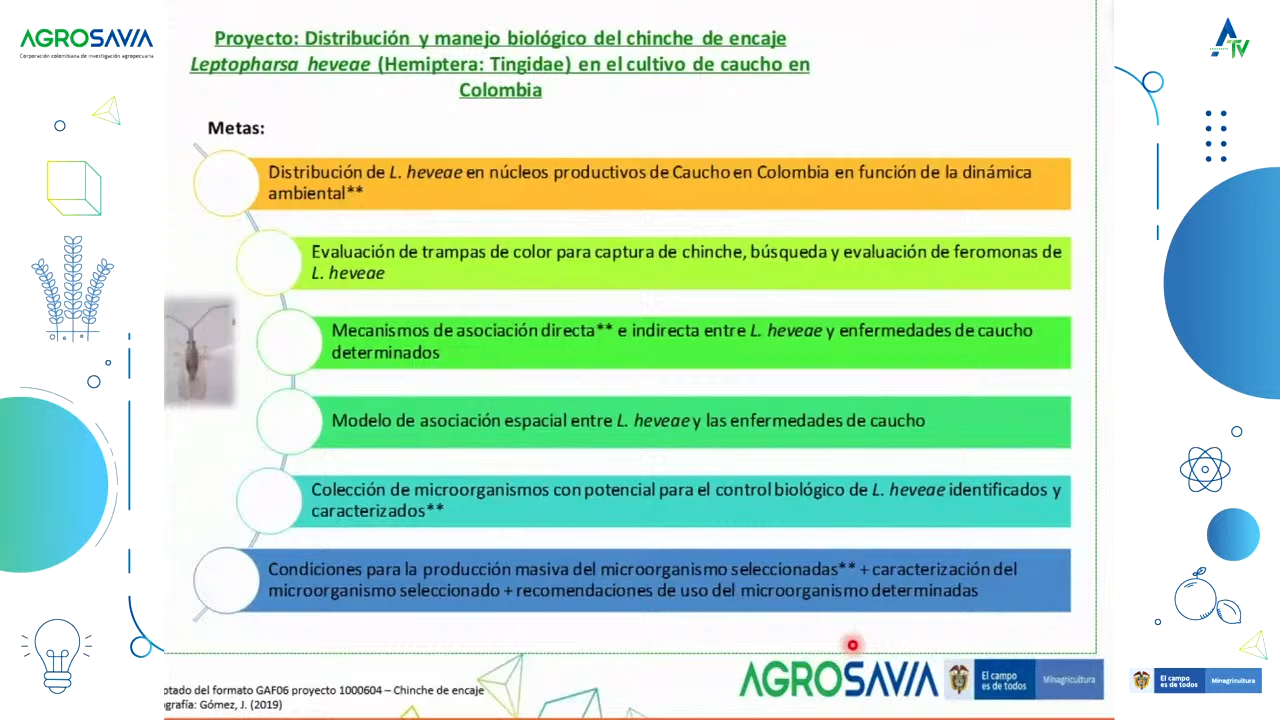 AGROSAVIA
Corporación colombiana de investigación agropecuaria
TV
Proyecto: Distribución y manejo biológico del chinche de encaje
Leptopharsa heveae (Hemiptera: Tingidae) en el cultivo de caucho en
Colombia
Metas:
Distribución de L. heveae en núcleos productivos de Caucho en Colombia en función de la dinámica
ambiental**
Evaluación de trampas de color para captura de chinche, búsqueda y evaluación de feromonas de
L. heveae
Mecanismos de asociación directa** e indirecta entre L. heveae y enfermedades de caucho
determinados
Modelo de asociación espacial entre L. heveae y las enfermedades de caucho
Colección de microorganismos con potencial para el control biológico de L. heveae identificados y
caracterizados**
Condiciones para la producción masiva del microorganismo seleccionadas** + caracterización del
microorganismo seleccionado + recomendaciones de uso del microorganismo determinadas
ptado del formato GAF06 proyecto 1000604 – Chinche de encaje
grafía: Gómez, J. (2019)
AGROSAVIA
El campo
es de todos
Minagricultura
El campo
es de todos
Minagricultura